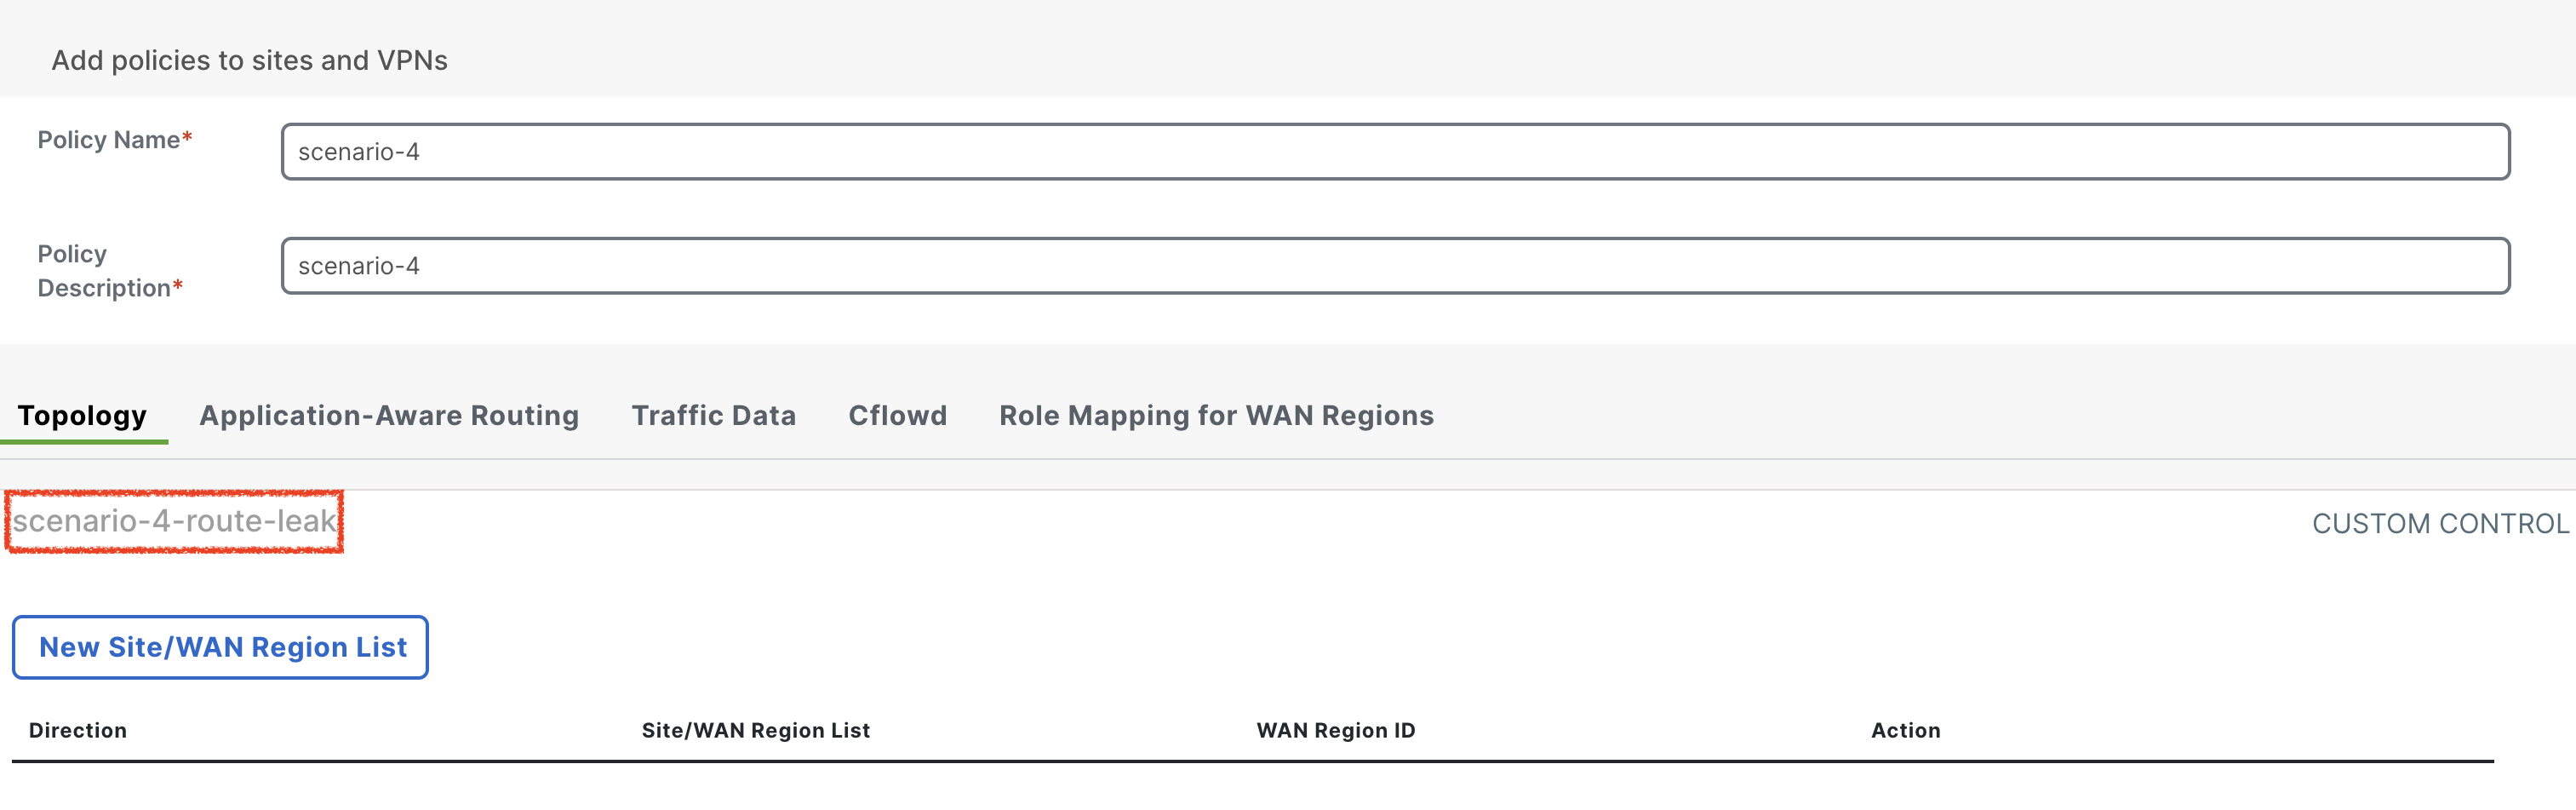 Add policies to sites and VPNs
Policy Name*
scenario-4
Policy
Description*
scenario-4
Topology Application-Aware Routing Traffic Data Cflowd Role Mapping for WAN Regions
scenario-4-route-leak CUSTOM CONTROL
New Site/WAN Region List
Direction Site/WAN Region List WAN Region ID Action